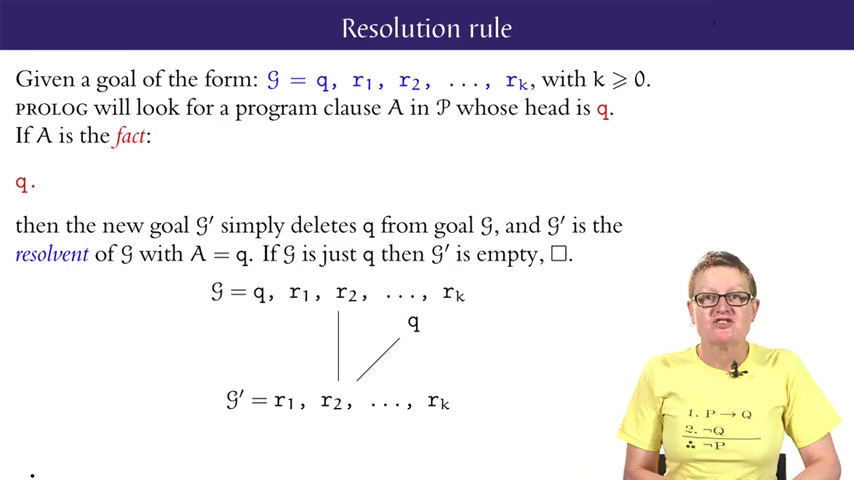 Resolution rule
Given a goal of the form: 𝒢 = q, r₁, r₂, ..., rₖ, with k ⩾ 0.
PROLOG will look for a program clause A in 𝒫 whose head is q.
If A is the fact:
q.
then the new goal 𝒢′ simply deletes q from goal 𝒢, and 𝒢′ is the
resolvent of 𝒢 with A = q. If 𝒢 is just q then 𝒢′ is empty, □.
𝒢 = q, r₁, r₂, ..., rₖ
q
𝒢′ = r₁, r₂, ..., rₖ
1. P → Q
2. ¬Q
∴ ¬P